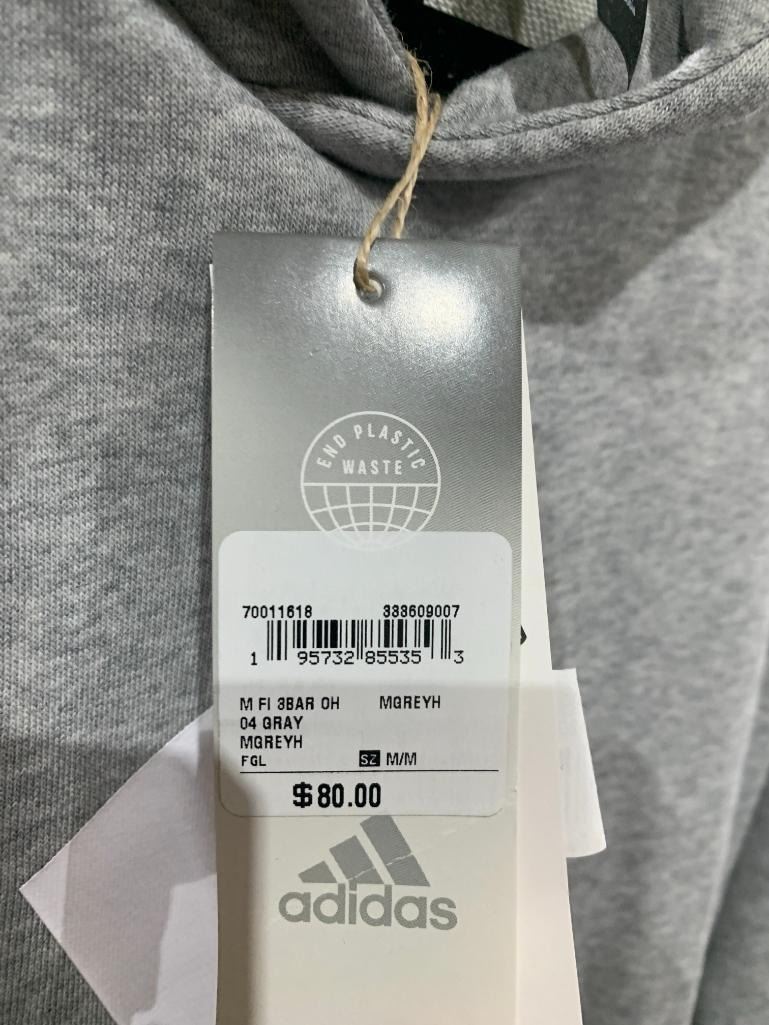 END PLASTIC
WASTE
70011618 333609007
1 95732 85535 3
M FI 3BAR OH MGREYH
04 GRAY
MGREYH
FGL SZ M/M
$80.00
adidas